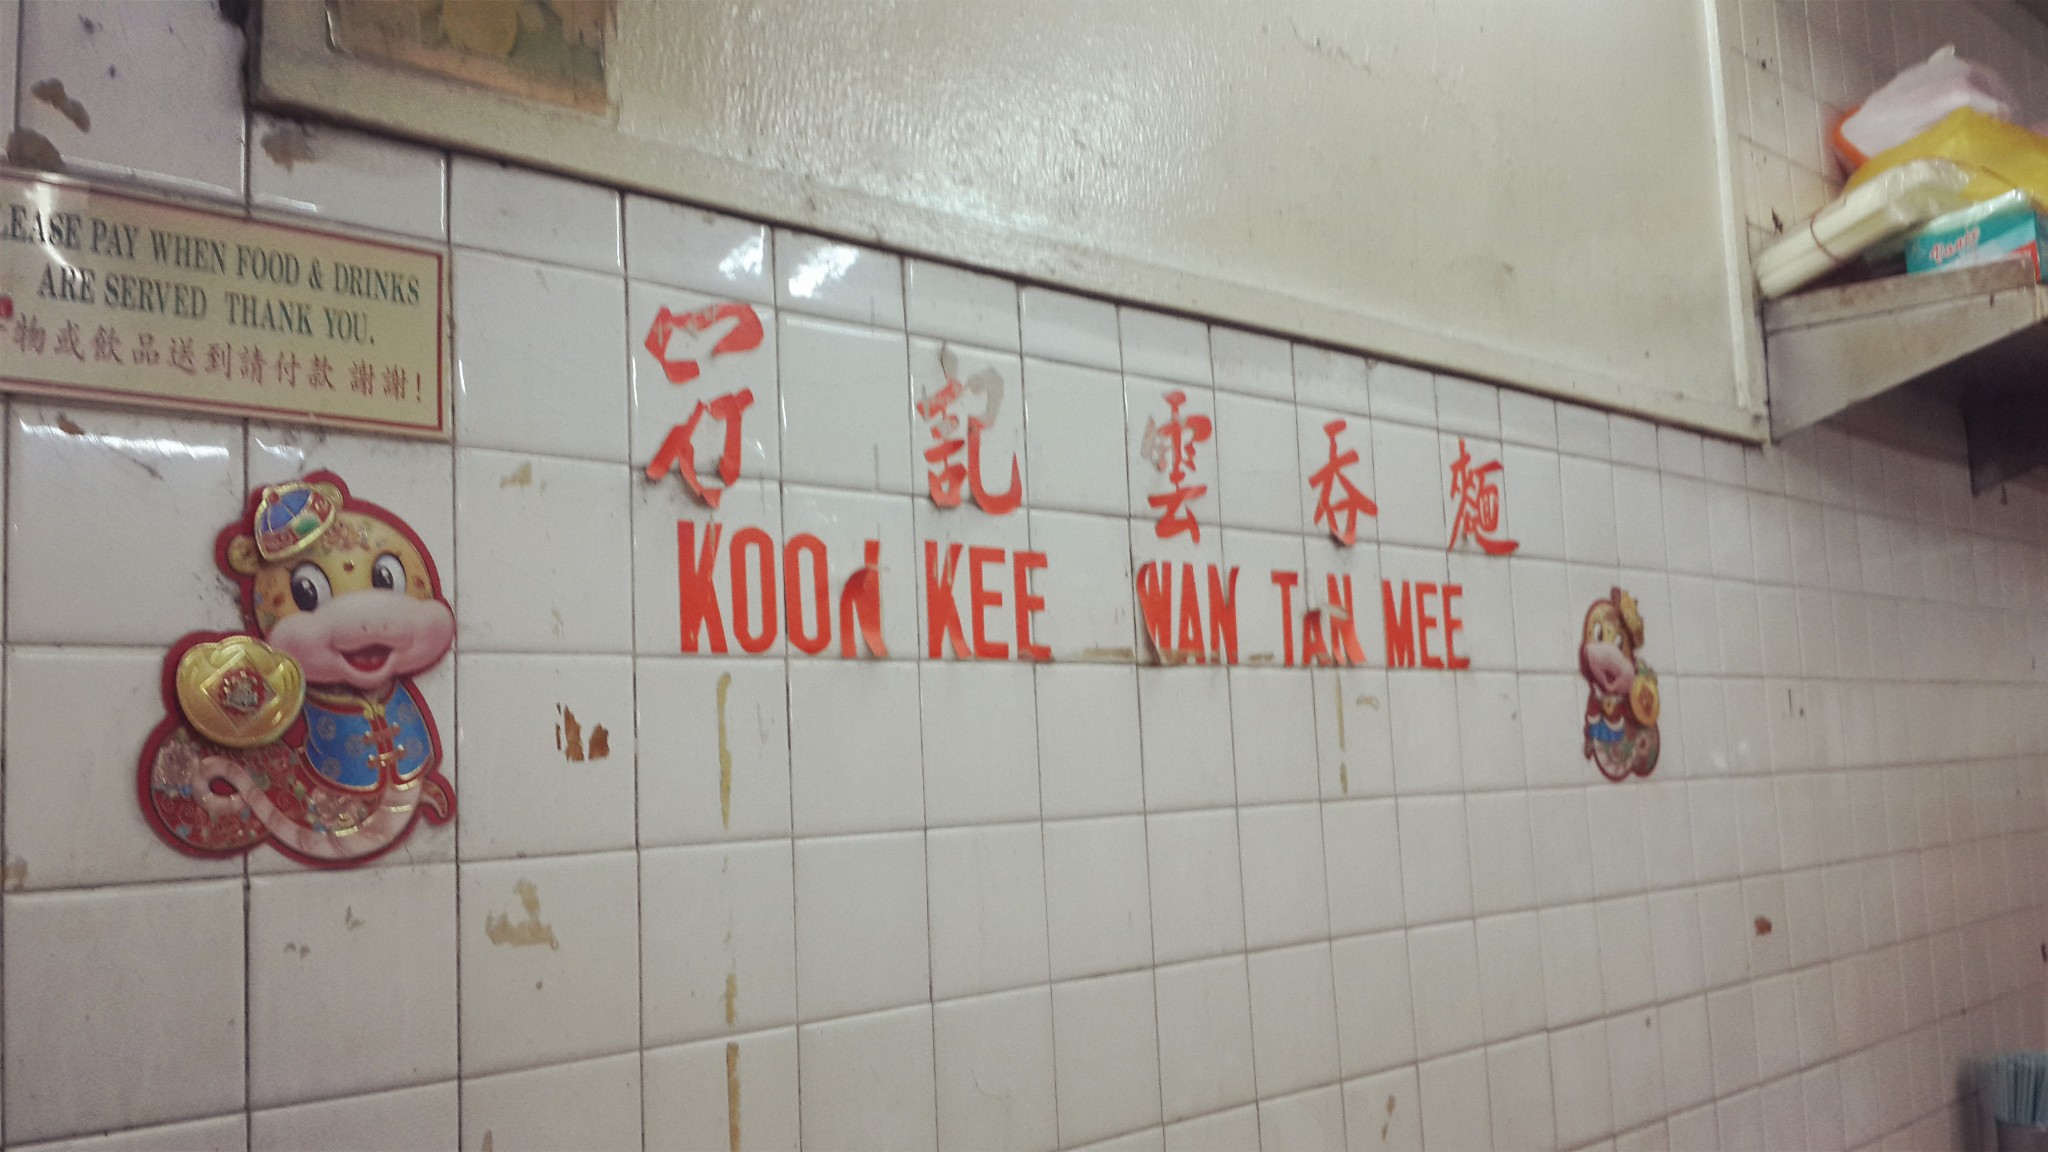 PLEASE PAY WHEN FOOD & DRINKS
ARE SERVED THANK YOU.
物或飲品送到請付款 謝謝!
記 雲 吞 麵
KOON KEE WAN TAN MEE